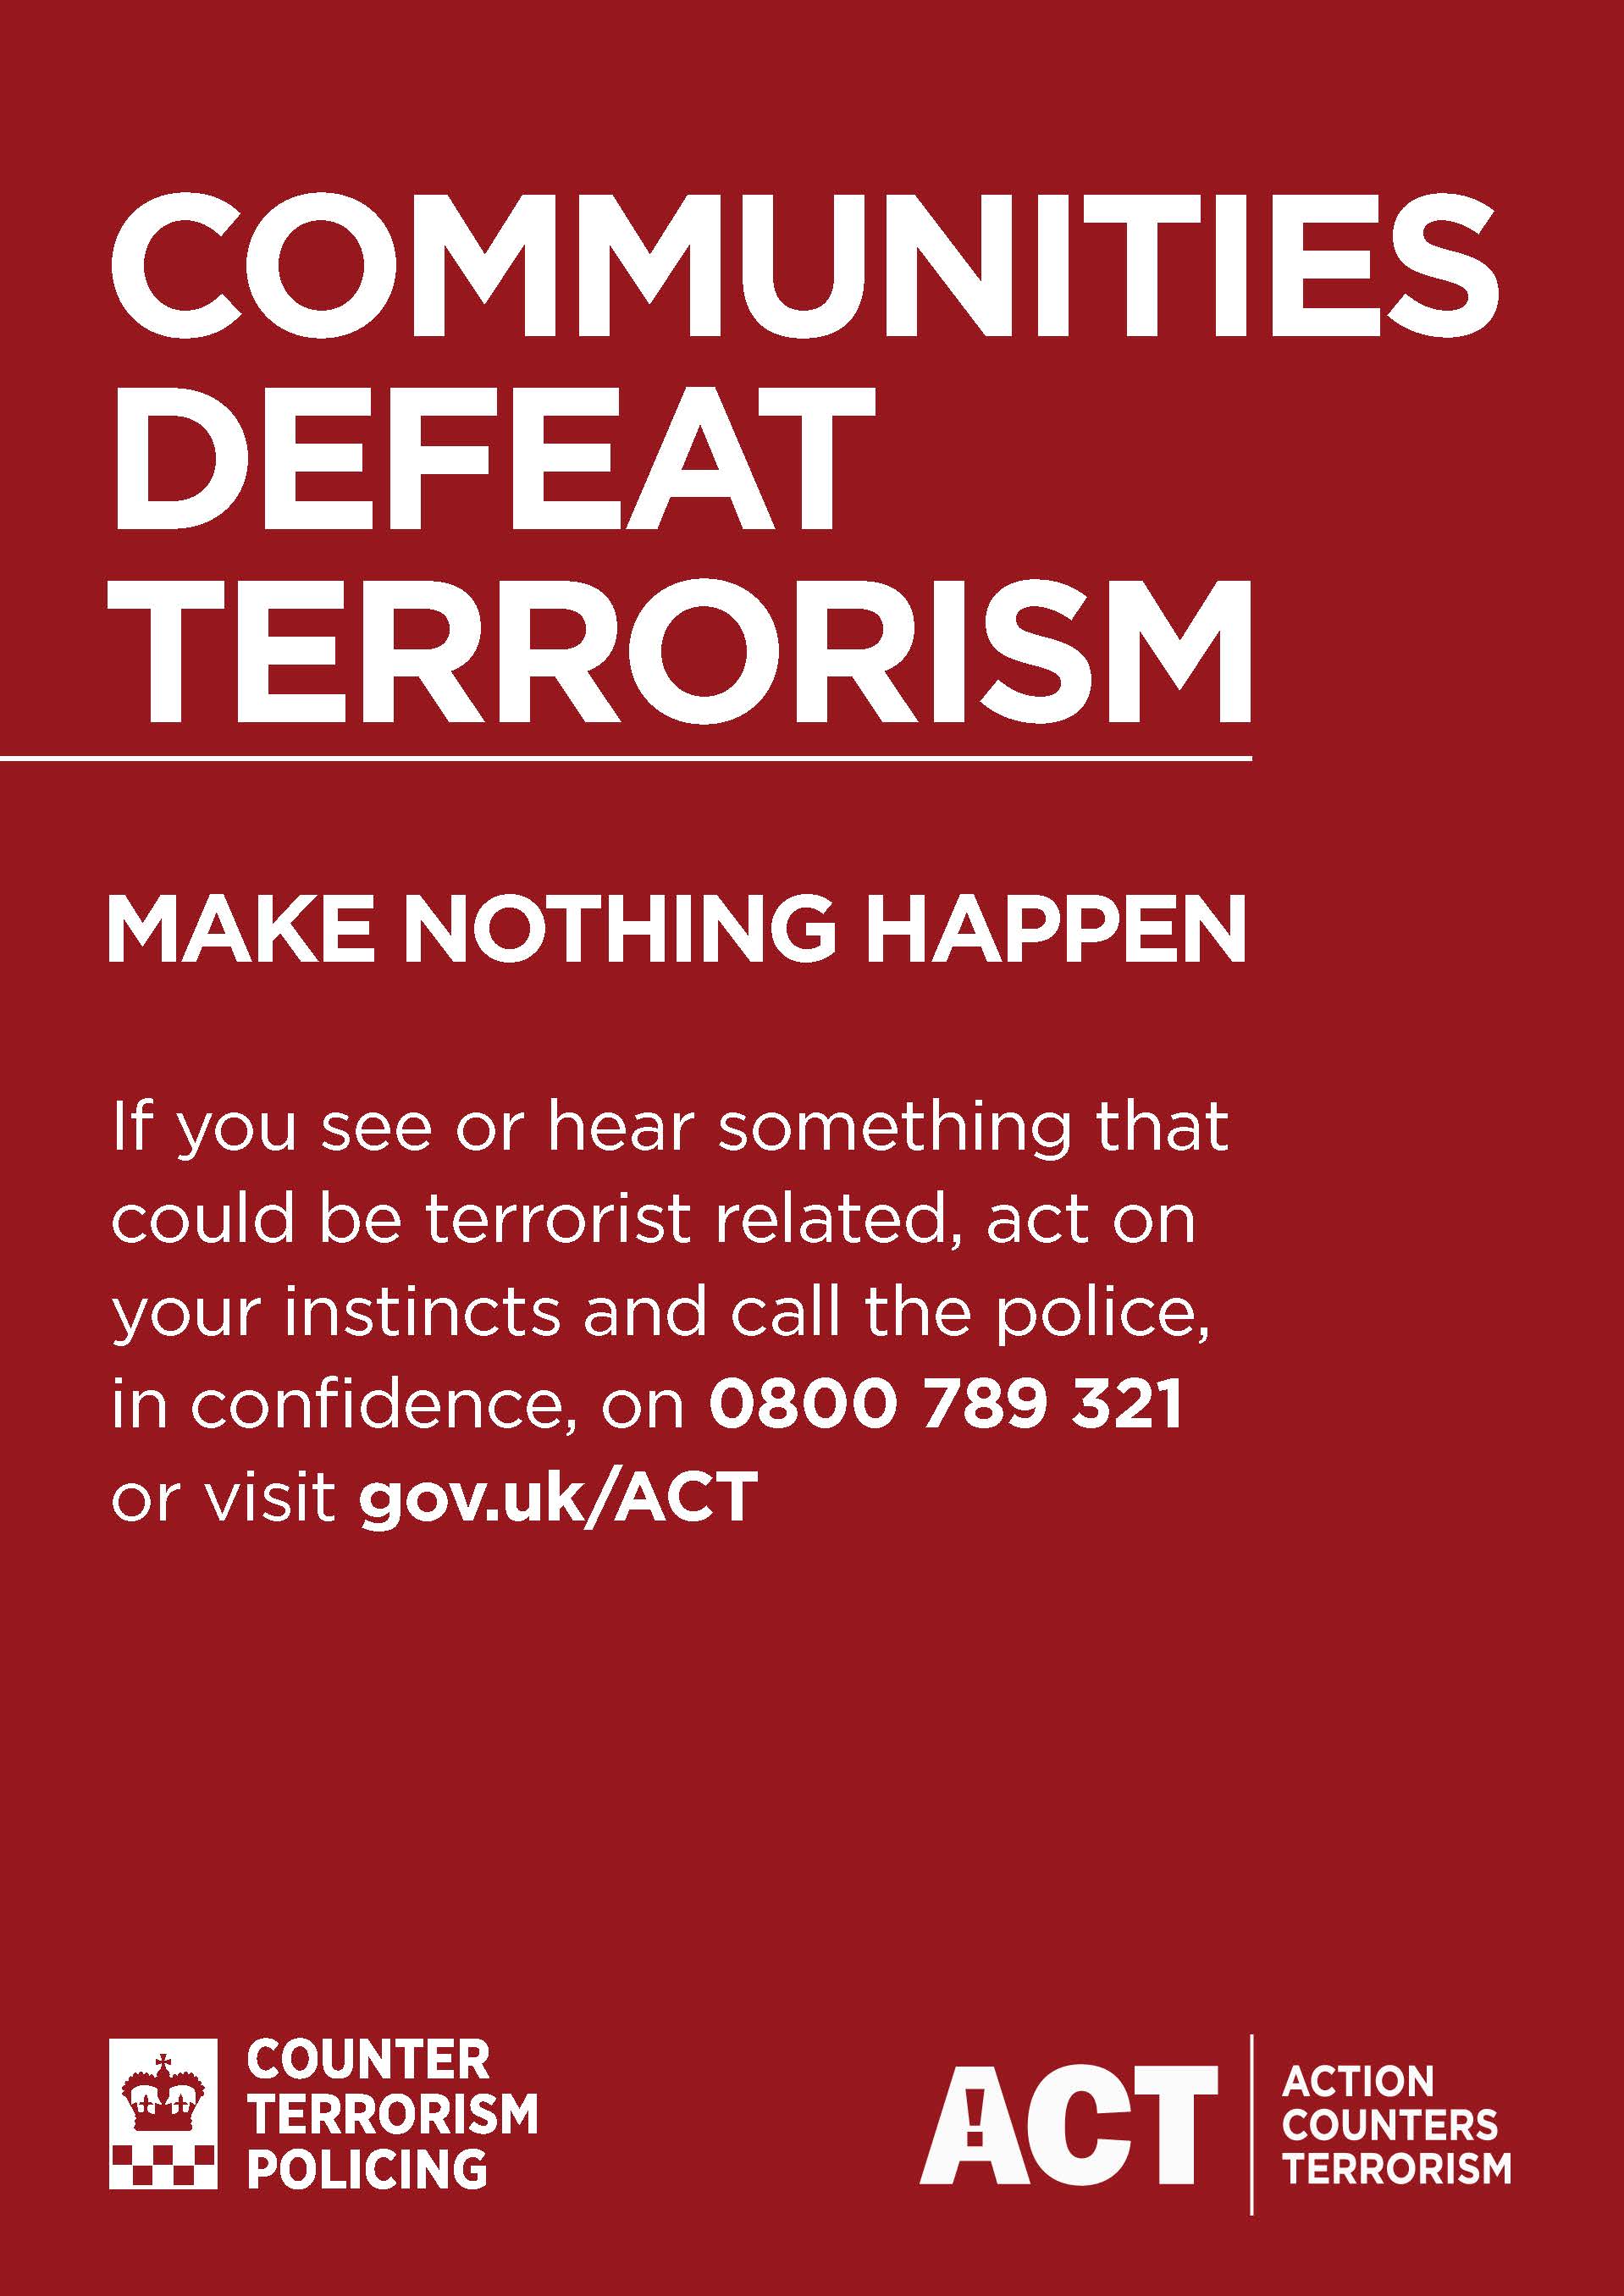 COMMUNITIES
DEFEAT
TERRORISM
MAKE NOTHING HAPPEN
If you see or hear something that
could be terrorist related, act on
your instincts and call the police,
in confidence, on 0800 789 321
or visit gov.uk/ACT
COUNTER
TERRORISM
POLICING
ACT
ACTION
COUNTERS
TERRORISM